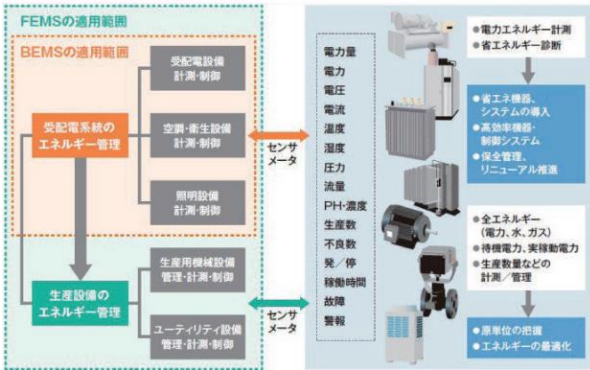 FEMSの適用範囲
BEMSの適用範囲
受配電系統の
エネルギー管理
受配電設備
計測・制御
空調・衛生設備
計測・制御
照明設備
計測・制御
生産設備の
エネルギー管理
生産用機械設備
管理・計測・制御
ユーティリティ設備
管理・計測・制御
センサ
メータ
センサ
メータ
電力量
電力
電圧
電流
温度
湿度
圧力
流量
PH・濃度
生産数
不良数
発／停
稼働時間
故障
警報
●電力エネルギー計測
●省エネルギー診断
●省エネ機器、
システムの導入
●高効率機器・
制御システム
●保全管理、
リニューアル推進
●全エネルギー
(電力、水、ガス)
●待機電力、実稼動電力
●生産数量などの
計測／管理
●原単位の把握
●エネルギーの最適化